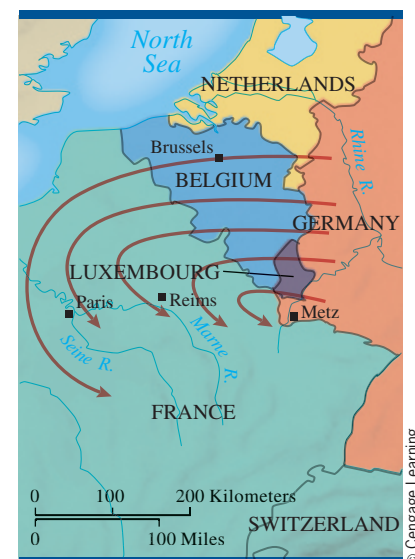 North
Sea
NETHERLANDS
Rhine R.
Brussels
BELGIUM
GERMANY
LUXEMBOURG
Paris
Reims
Metz
Seine R.
Marne R.
FRANCE
0 100 200 Kilometers
0 100 Miles
SWITZERLAND
© Cengage Learning